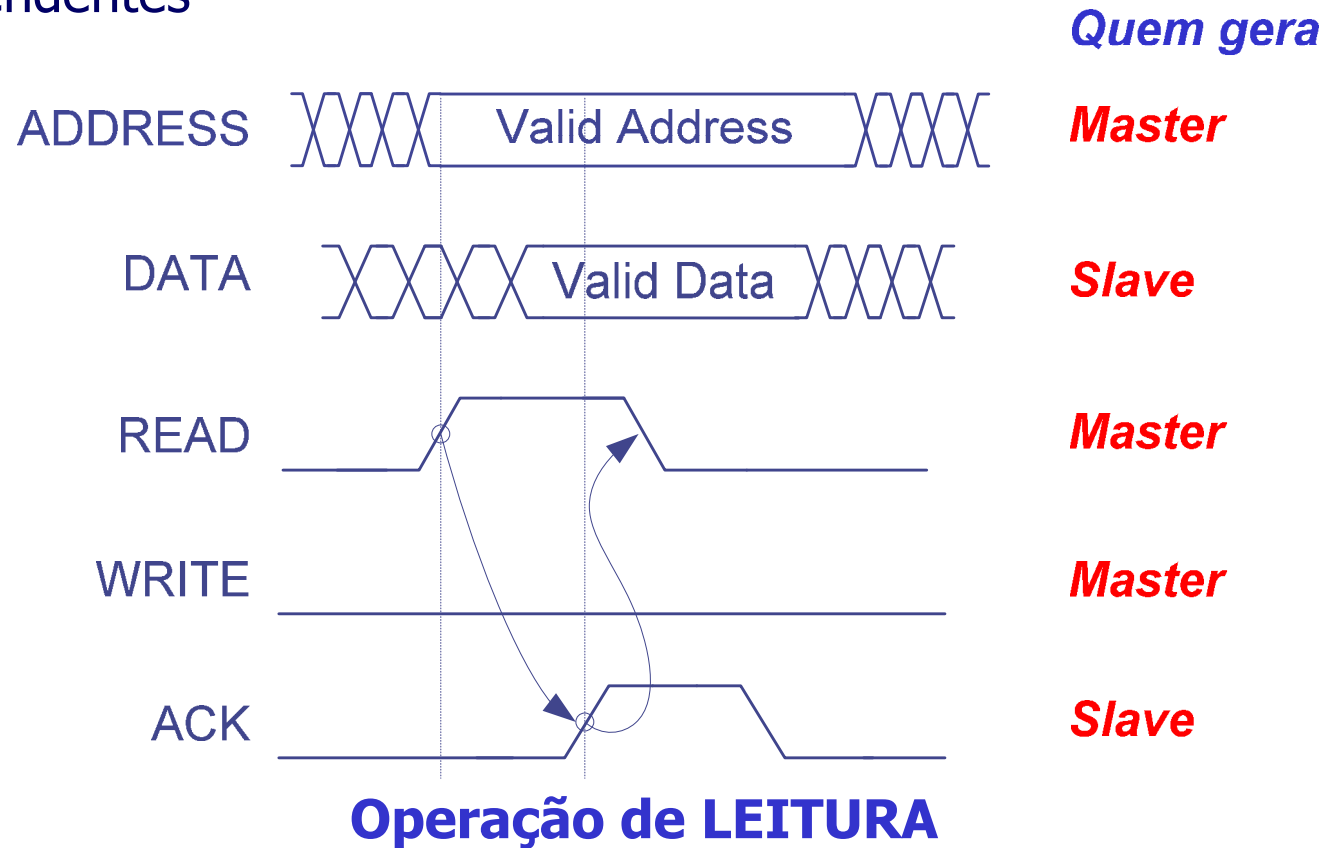 Quem gera
ADDRESS Valid Address Master
DATA Valid Data Slave
READ Master
WRITE Master
ACK Slave
Operação de LEITURA